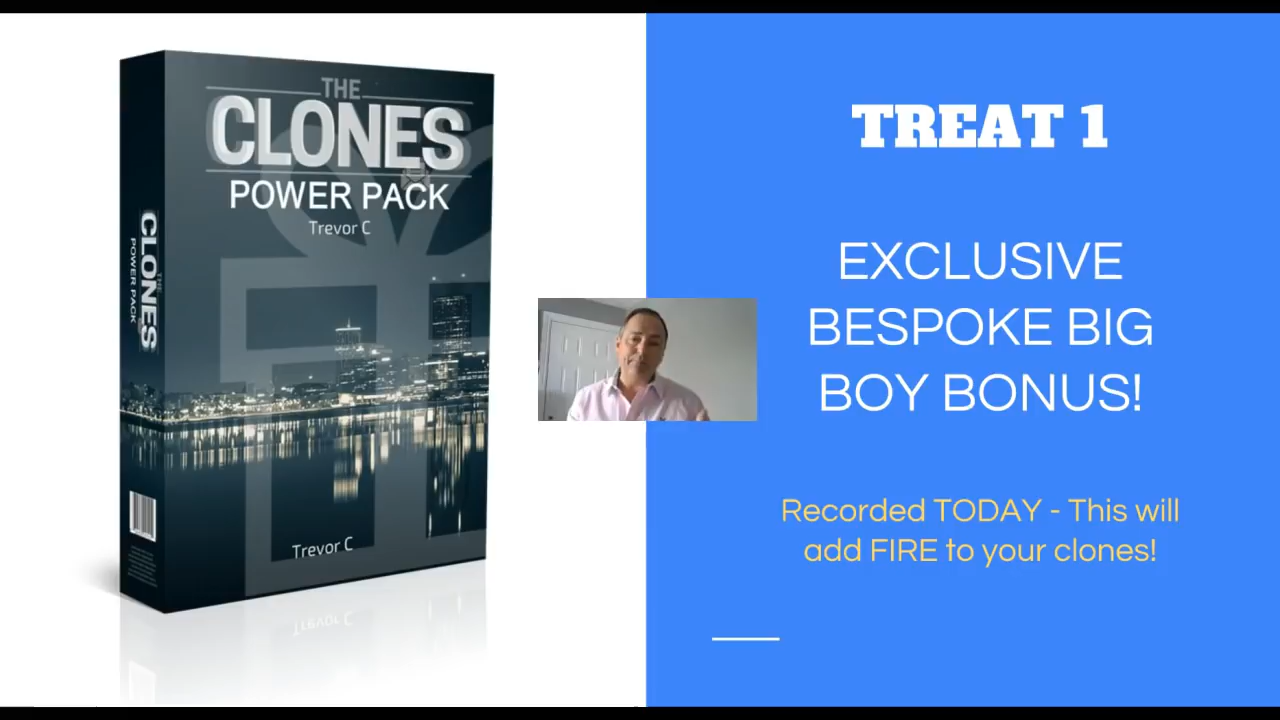 THE
CLONES
POWER PACK
Trevor C
THE
CLONES
POWER PACK
Trevor C
TREAT 1
EXCLUSIVE
BESPOKE BIG
BOY BONUS!
Recorded TODAY - This will
add FIRE to your clones!